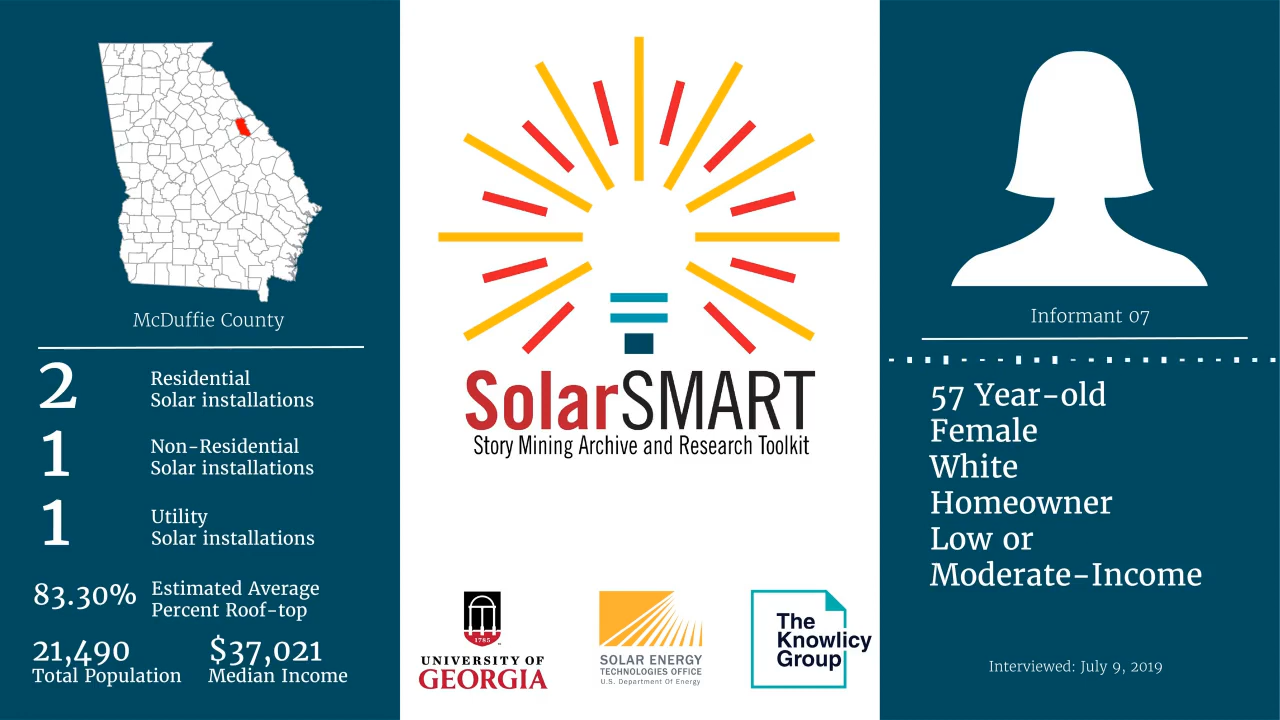 McDuffie County
2
Residential
Solar installations
1
Non-Residential
Solar installations
1
Utility
Solar installations
83.30%
Estimated Average
Percent Roof-top
21,490
Total Population
$37,021
Median Income
SolarSMART
Story Mining Archive and Research Toolkit
1785
UNIVERSITY OF
GEORGIA
SOLAR ENERGY
TECHNOLOGIES OFFICE
U.S. Department Of Energy
The
Knowlicy
Group
Informant 07
57 Year-old
Female
White
Homeowner
Low or
Moderate-Income
Interviewed: July 9, 2019